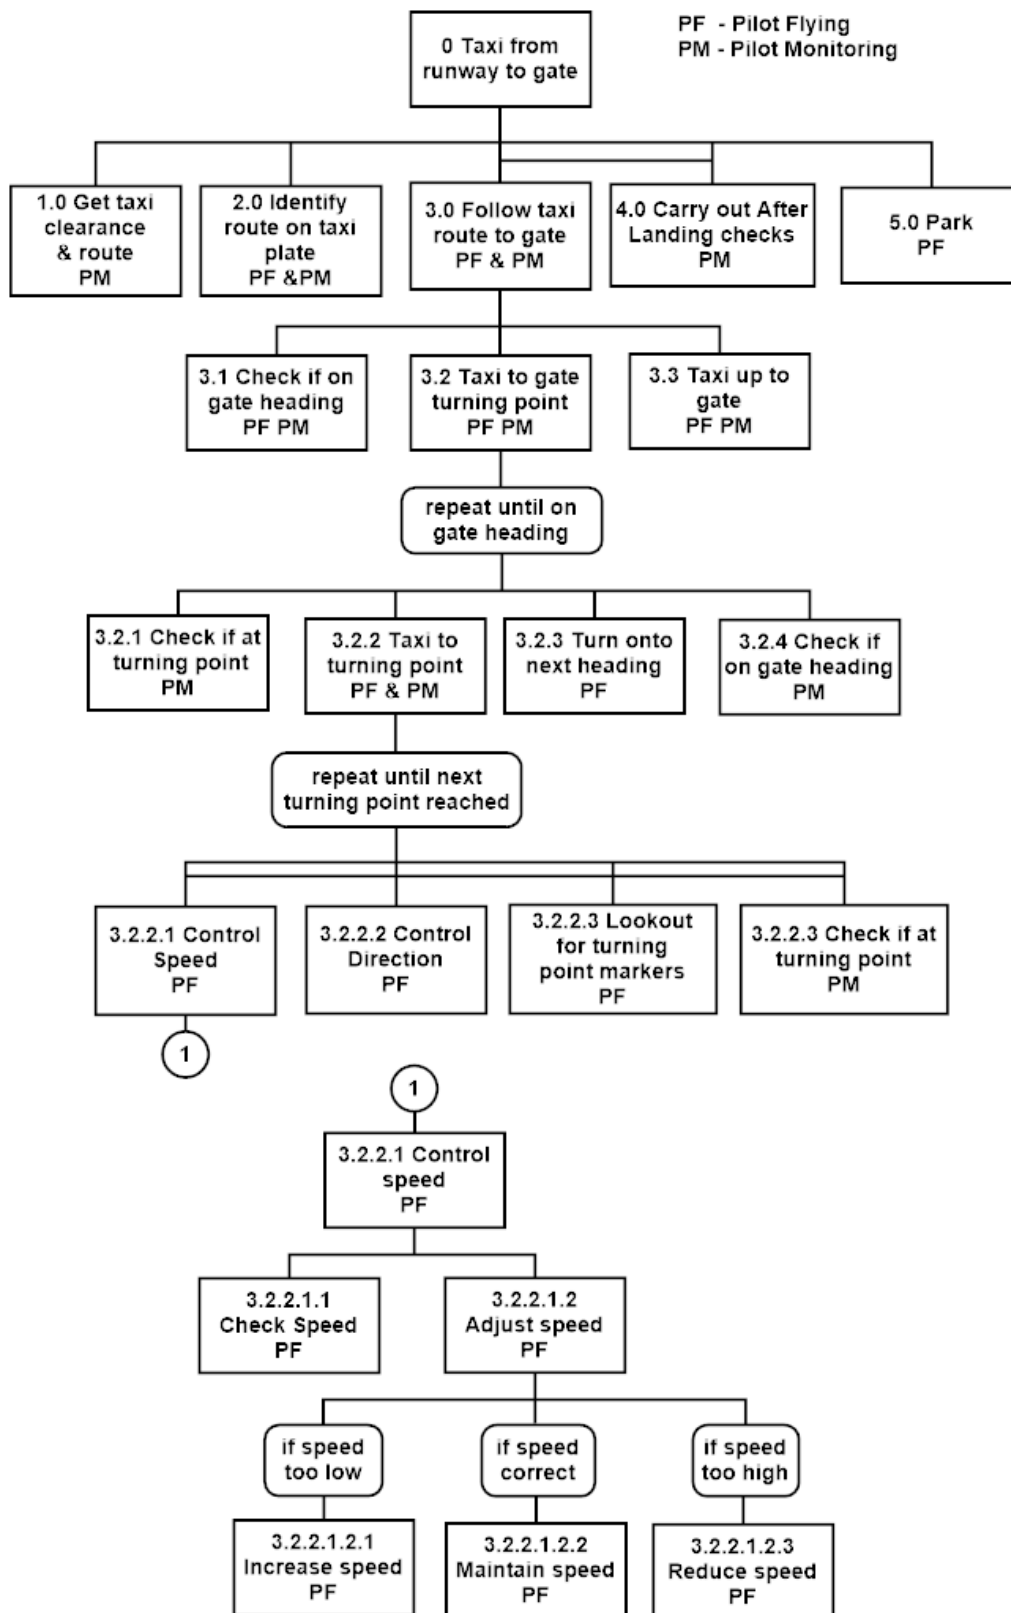 0 Taxi from
runway to gate
PF - Pilot Flying
PM - Pilot Monitoring
1.0 Get taxi
clearance
& route
PM
2.0 Identify
route on taxi
plate
PF &PM
3.0 Follow taxi
route to gate
PF & PM
4.0 Carry out After
Landing checks
PM
5.0 Park
PF
3.1 Check if on
gate heading
PF PM
3.2 Taxi to gate
turning point
PF PM
3.3 Taxi up to
gate
PF PM
repeat until on
gate heading
3.2.1 Check if at
turning point
PM
3.2.2 Taxi to
turning point
PF & PM
3.2.3 Turn onto
next heading
PF
3.2.4 Check if
on gate heading
PM
repeat until next
turning point reached
3.2.2.1 Control
Speed
PF
3.2.2.2 Control
Direction
PF
3.2.2.3 Lookout
for turning
point markers
PF
3.2.2.3 Check if at
turning point
PM
1
1
3.2.2.1 Control
speed
PF
3.2.2.1.1
Check Speed
PF
3.2.2.1.2
Adjust speed
PF
if speed
too low
if speed
correct
if speed
too high
3.2.2.1.2.1
Increase speed
PF
3.2.2.1.2.2
Maintain speed
PF
3.2.2.1.2.3
Reduce speed
PF